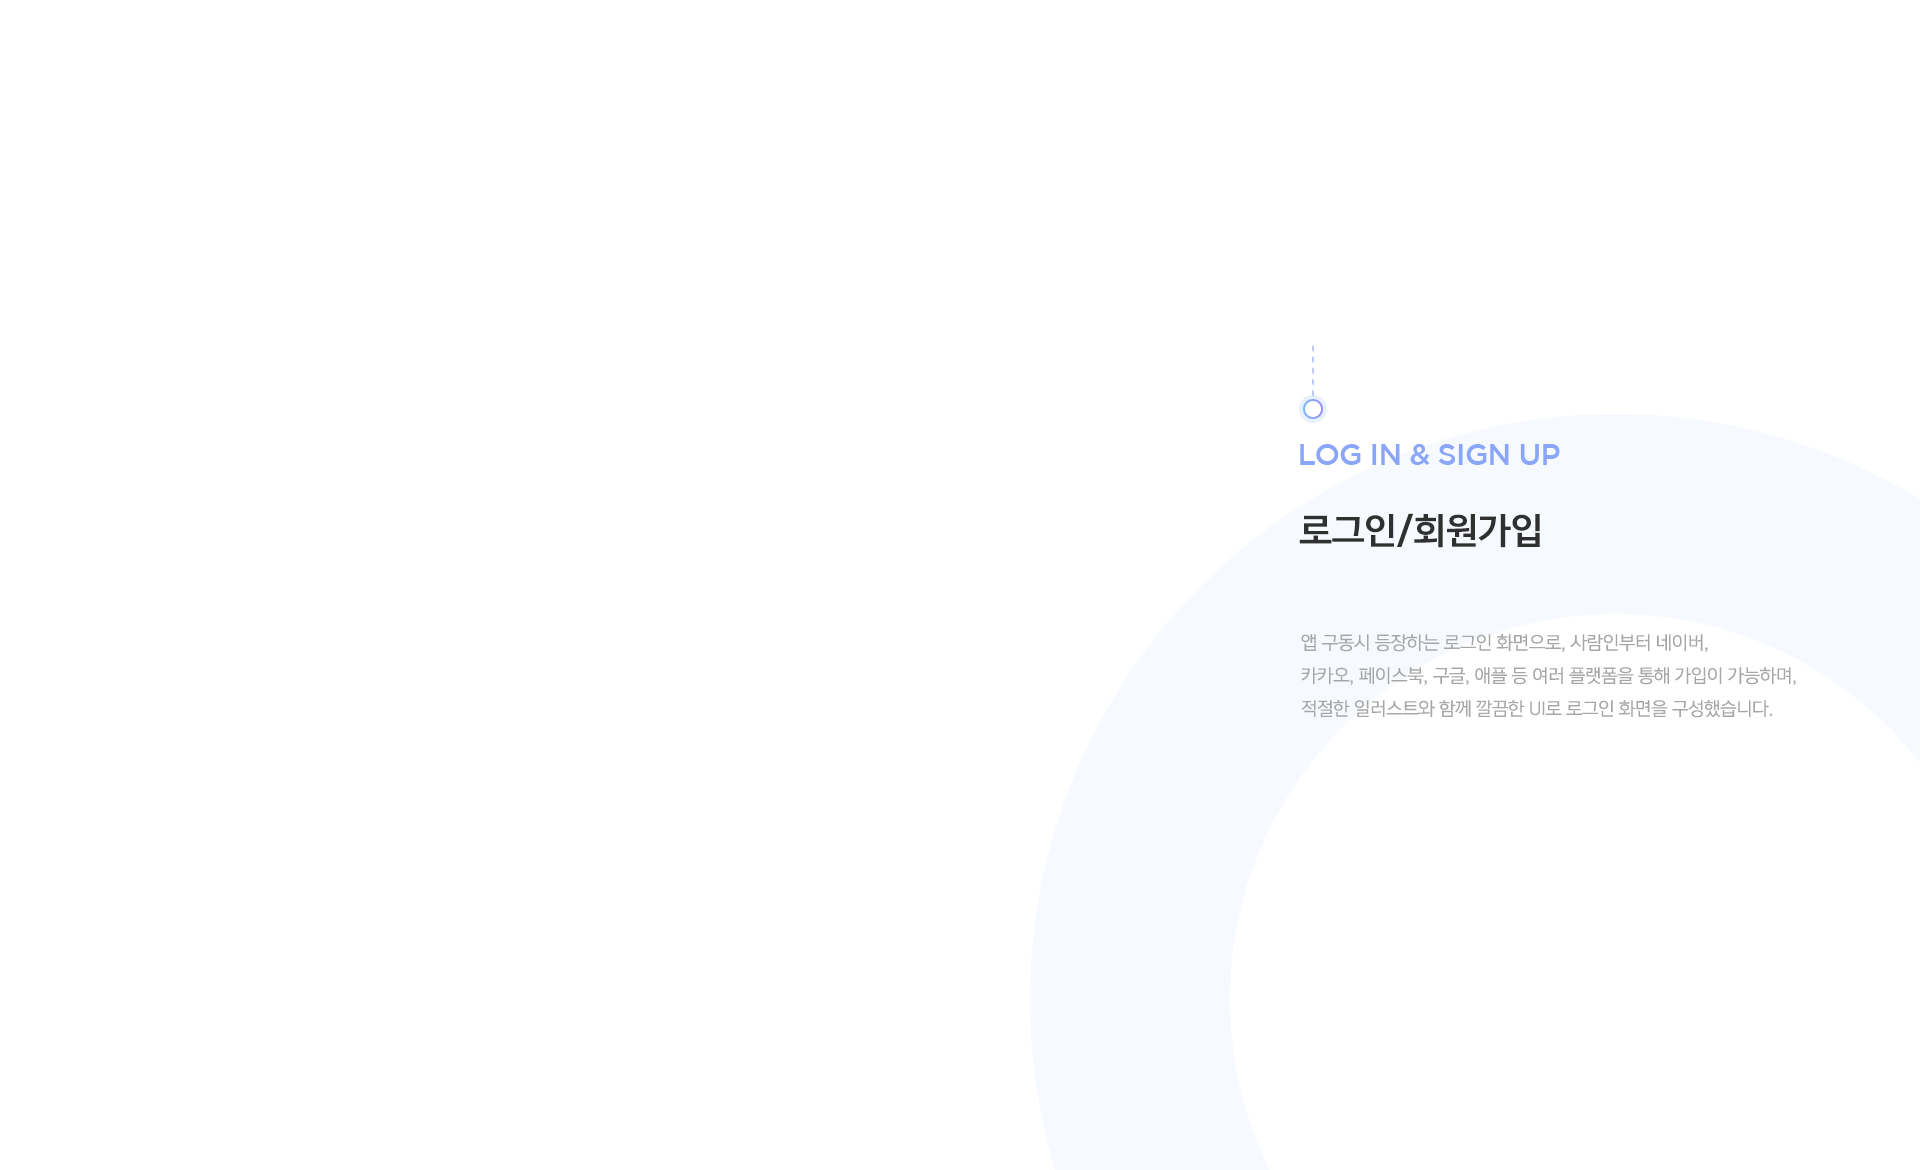 LOG IN & SIGN UP
로그인/회원가입
앱 구동시 등장하는 로그인 화면으로, 사람인부터 네이버,
카카오, 페이스북, 구글, 애플 등 여러 플랫폼을 통해 가입이 가능하며,
적절한 일러스트와 함께 깔끔한 UI로 로그인 화면을 구성했습니다.